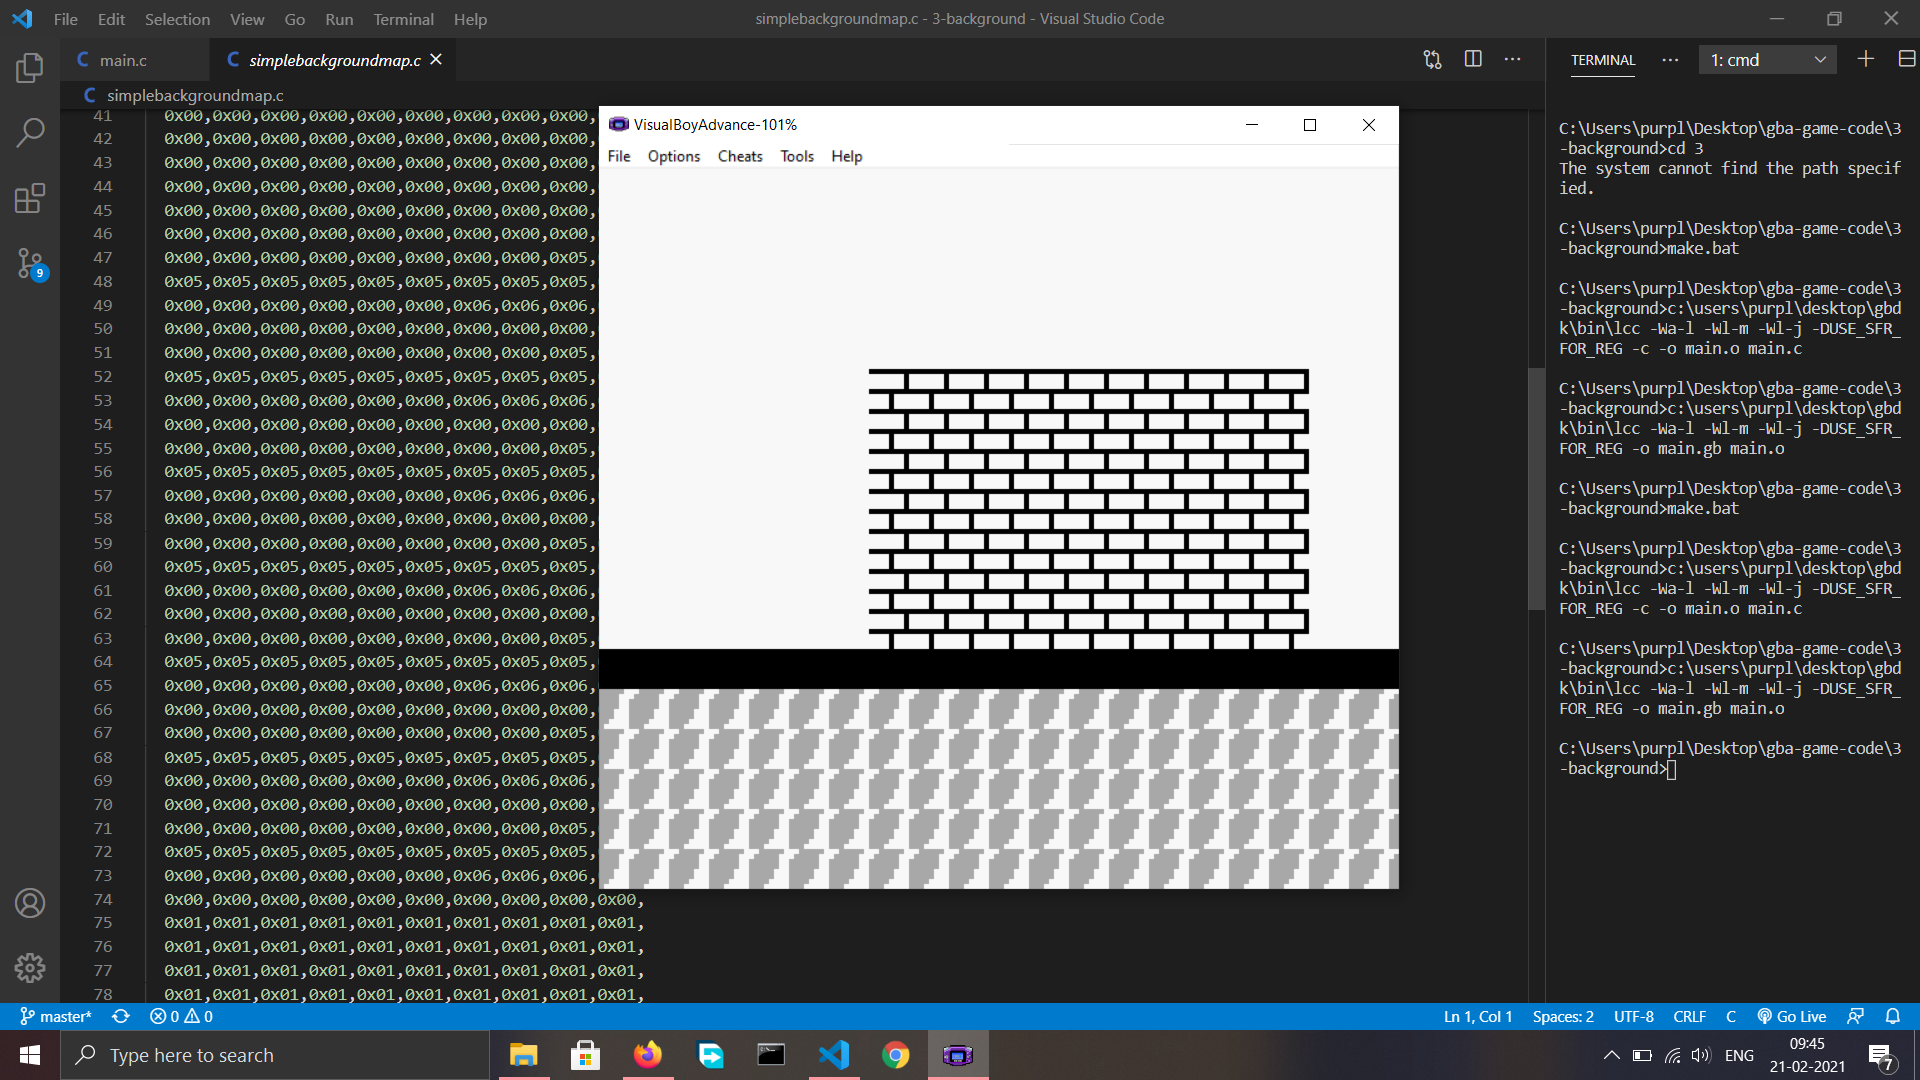 File Edit Selection View Go Run Terminal Help
simplebackgroundmap.c - 3-background - Visual Studio Code
C main.c
C simplebackgroundmap.c
C simplebackgroundmap.c
41 0x00,0x00,0x00,0x00,0x00,0x00,0x00,0x00,0x00,
42 0x00,0x00,0x00,0x00,0x00,0x00,0x00,0x00,0x00,
43 0x00,0x00,0x00,0x00,0x00,0x00,0x00,0x00,0x00,
44 0x00,0x00,0x00,0x00,0x00,0x00,0x00,0x00,0x00,
45 0x00,0x00,0x00,0x00,0x00,0x00,0x00,0x00,0x00,
46 0x00,0x00,0x00,0x00,0x00,0x00,0x00,0x00,0x00,
47 0x00,0x00,0x00,0x00,0x00,0x00,0x00,0x00,0x05,
48 0x05,0x05,0x05,0x05,0x05,0x05,0x05,0x05,0x05,
49 0x00,0x00,0x00,0x00,0x00,0x00,0x06,0x06,0x06,
50 0x00,0x00,0x00,0x00,0x00,0x00,0x00,0x00,0x00,
51 0x00,0x00,0x00,0x00,0x00,0x00,0x00,0x00,0x05,
52 0x05,0x05,0x05,0x05,0x05,0x05,0x05,0x05,0x05,
53 0x00,0x00,0x00,0x00,0x00,0x00,0x06,0x06,0x06,
54 0x00,0x00,0x00,0x00,0x00,0x00,0x00,0x00,0x00,
55 0x00,0x00,0x00,0x00,0x00,0x00,0x00,0x00,0x05,
56 0x05,0x05,0x05,0x05,0x05,0x05,0x05,0x05,0x05,
57 0x00,0x00,0x00,0x00,0x00,0x00,0x06,0x06,0x06,
58 0x00,0x00,0x00,0x00,0x00,0x00,0x00,0x00,0x00,
59 0x00,0x00,0x00,0x00,0x00,0x00,0x00,0x00,0x05,
60 0x05,0x05,0x05,0x05,0x05,0x05,0x05,0x05,0x05,
61 0x00,0x00,0x00,0x00,0x00,0x00,0x06,0x06,0x06,
62 0x00,0x00,0x00,0x00,0x00,0x00,0x00,0x00,0x00,
63 0x00,0x00,0x00,0x00,0x00,0x00,0x00,0x00,0x05,
64 0x05,0x05,0x05,0x05,0x05,0x05,0x05,0x05,0x05,
65 0x00,0x00,0x00,0x00,0x00,0x00,0x06,0x06,0x06,
66 0x00,0x00,0x00,0x00,0x00,0x00,0x00,0x00,0x00,
67 0x00,0x00,0x00,0x00,0x00,0x00,0x00,0x00,0x05,
68 0x05,0x05,0x05,0x05,0x05,0x05,0x05,0x05,0x05,
69 0x00,0x00,0x00,0x00,0x00,0x00,0x06,0x06,0x06,
70 0x00,0x00,0x00,0x00,0x00,0x00,0x00,0x00,0x00,
71 0x00,0x00,0x00,0x00,0x00,0x00,0x00,0x00,0x05,
72 0x05,0x05,0x05,0x05,0x05,0x05,0x05,0x05,0x05,
73 0x00,0x00,0x00,0x00,0x00,0x00,0x06,0x06,0x06,
74 0x00,0x00,0x00,0x00,0x00,0x00,0x00,0x00,0x00,0x00,
75 0x01,0x01,0x01,0x01,0x01,0x01,0x01,0x01,0x01,0x01,
76 0x01,0x01,0x01,0x01,0x01,0x01,0x01,0x01,0x01,0x01,
77 0x01,0x01,0x01,0x01,0x01,0x01,0x01,0x01,0x01,0x01,
78 0x01,0x01,0x01,0x01,0x01,0x01,0x01,0x01,0x01,0x01,
VisualBoyAdvance-101%
File Options Cheats Tools Help
TERMINAL
1: cmd
C:\Users\purpl\Desktop\gba-game-code\3
-background>cd 3
The system cannot find the path specif
ied.
C:\Users\purpl\Desktop\gba-game-code\3
-background>make.bat
C:\Users\purpl\Desktop\gba-game-code\3
-background>c:\users\purpl\desktop\gbd
k\bin\lcc -Wa-l -Wl-m -Wl-j -DUSE_SFR_
FOR_REG -c -o main.o main.c
C:\Users\purpl\Desktop\gba-game-code\3
-background>c:\users\purpl\desktop\gbd
k\bin\lcc -Wa-l -Wl-m -Wl-j -DUSE_SFR_
FOR_REG -o main.gb main.o
C:\Users\purpl\Desktop\gba-game-code\3
-background>make.bat
C:\Users\purpl\Desktop\gba-game-code\3
-background>c:\users\purpl\desktop\gbd
k\bin\lcc -Wa-l -Wl-m -Wl-j -DUSE_SFR_
FOR_REG -c -o main.o main.c
C:\Users\purpl\Desktop\gba-game-code\3
-background>c:\users\purpl\desktop\gbd
k\bin\lcc -Wa-l -Wl-m -Wl-j -DUSE_SFR_
FOR_REG -o main.gb main.o
C:\Users\purpl\Desktop\gba-game-code\3
-background>
9
master* 0 0
Ln 1, Col 1 Spaces: 2 UTF-8 CRLF C Go Live
Type here to search
ENG
09:45
21-02-2021
7